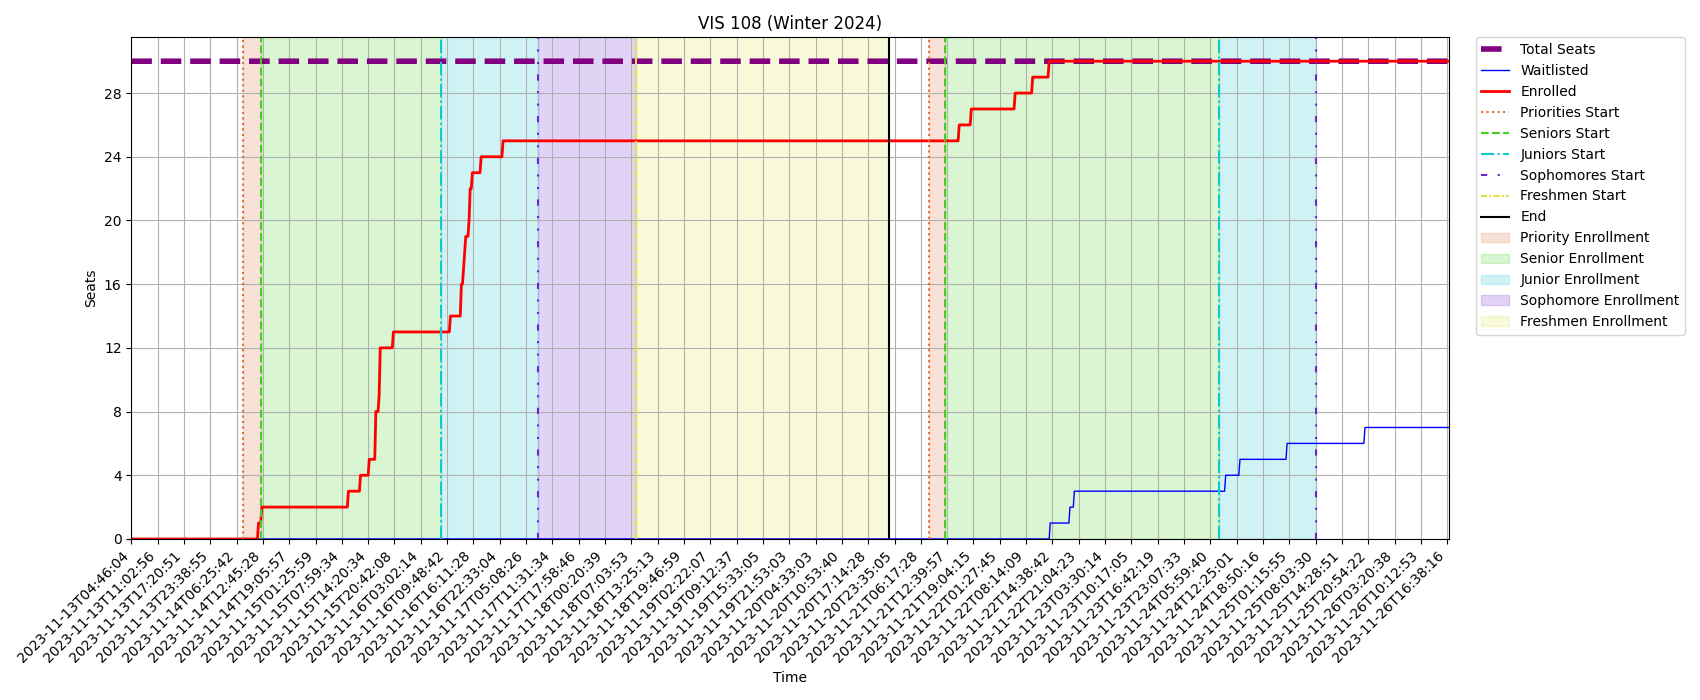 VIS 108 (Winter 2024)
Total Seats
Waitlisted
Enrolled
Priorities Start
Seniors Start
Juniors Start
Sophomores Start
Freshmen Start
End
Priority Enrollment
Senior Enrollment
Junior Enrollment
Sophomore Enrollment
Freshmen Enrollment
Seats
28
24
20
16
12
8
4
0
2023-11-13T04:46:04
2023-11-13T11:02:56
2023-11-13T17:20:51
2023-11-13T23:38:55
2023-11-14T06:25:42
2023-11-14T12:45:28
2023-11-14T19:05:57
2023-11-15T01:25:59
2023-11-15T07:59:34
2023-11-15T14:20:34
2023-11-15T20:42:08
2023-11-16T03:02:14
2023-11-16T09:48:42
2023-11-16T16:11:28
2023-11-16T22:33:04
2023-11-17T05:08:26
2023-11-17T11:31:34
2023-11-17T17:58:46
2023-11-18T00:20:39
2023-11-18T07:03:53
2023-11-18T13:25:13
2023-11-18T19:46:59
2023-11-19T02:22:07
2023-11-19T09:12:37
2023-11-19T15:33:05
2023-11-19T21:53:03
2023-11-20T04:33:03
2023-11-20T10:53:40
2023-11-20T17:14:28
2023-11-20T23:35:05
2023-11-21T06:17:28
2023-11-21T12:39:57
2023-11-21T19:04:15
2023-11-22T01:27:45
2023-11-22T08:14:09
2023-11-22T14:38:42
2023-11-22T21:04:23
2023-11-23T03:30:14
2023-11-23T10:17:05
2023-11-23T16:42:19
2023-11-23T23:07:33
2023-11-24T05:59:40
2023-11-24T12:25:01
2023-11-24T18:50:16
2023-11-25T01:15:55
2023-11-25T08:03:30
2023-11-25T14:28:51
2023-11-25T20:54:22
2023-11-26T03:20:38
2023-11-26T10:12:53
2023-11-26T16:38:16
Time